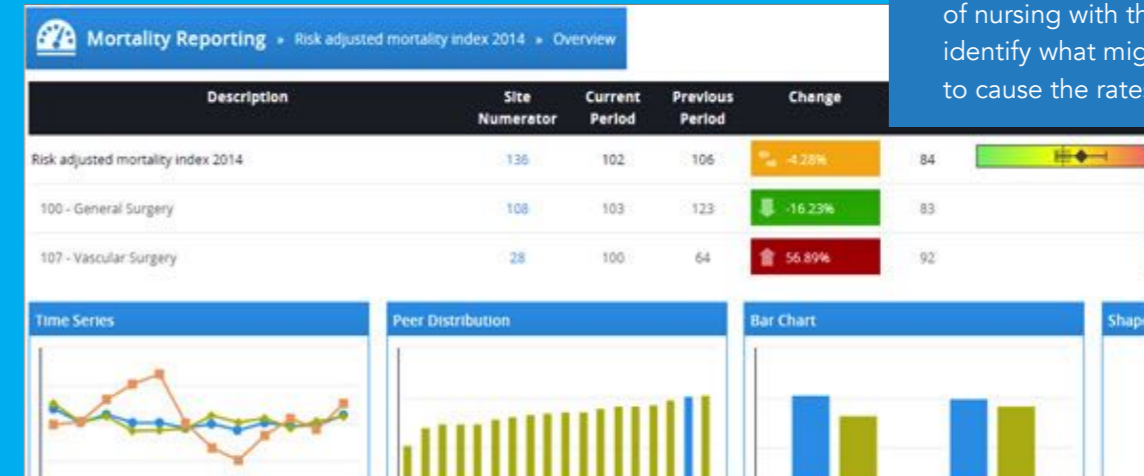 of nursing with th
identify what mig
to cause the rate
Mortality Reporting » Risk adjusted mortality index 2014 » Overview
Description Site Numerator Current Period Previous Period Change
Risk adjusted mortality index 2014 136 102 106 -4.28% 84
100 - General Surgery 108 103 123 -16.23% 83
107 - Vascular Surgery 28 100 64 56.89% 92
Time Series Peer Distribution Bar Chart Shap